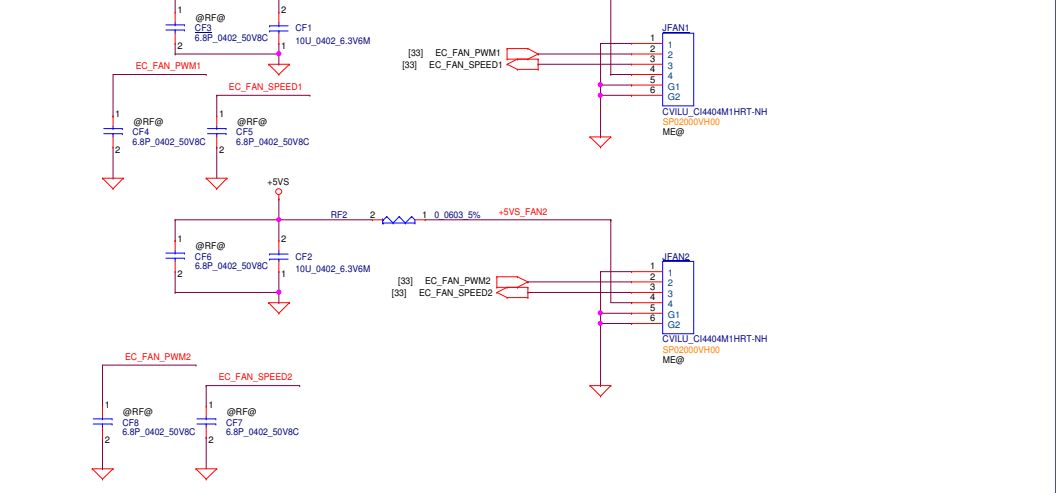 1
@RF@
CF3
6.8P_0402_50V8C
2
2
CF1
10U_0402_6.3V6M
1
EC_FAN_PWM1
EC_FAN_SPEED1
1
@RF@
CF4
6.8P_0402_50V8C
2
1
@RF@
CF5
6.8P_0402_50V8C
2
[33] EC_FAN_PWM1
[33] EC_FAN_SPEED1
JFAN1
1 1
2 2
3 3
4 4
5 G1
6 G2
CVILU_CI4404M1HRT-NH
SP02000VH00
ME@
+5VS
RF2 2 1 0_0603_5% +5VS_FAN2
1
@RF@
CF6
6.8P_0402_50V8C
2
2
CF2
10U_0402_6.3V6M
1
[33] EC_FAN_PWM2
[33] EC_FAN_SPEED2
JFAN2
1 1
2 2
3 3
4 4
5 G1
6 G2
CVILU_CI4404M1HRT-NH
SP02000VH00
ME@
EC_FAN_PWM2
EC_FAN_SPEED2
1
@RF@
CF8
6.8P_0402_50V8C
2
1
@RF@
CF7
6.8P_0402_50V8C
2